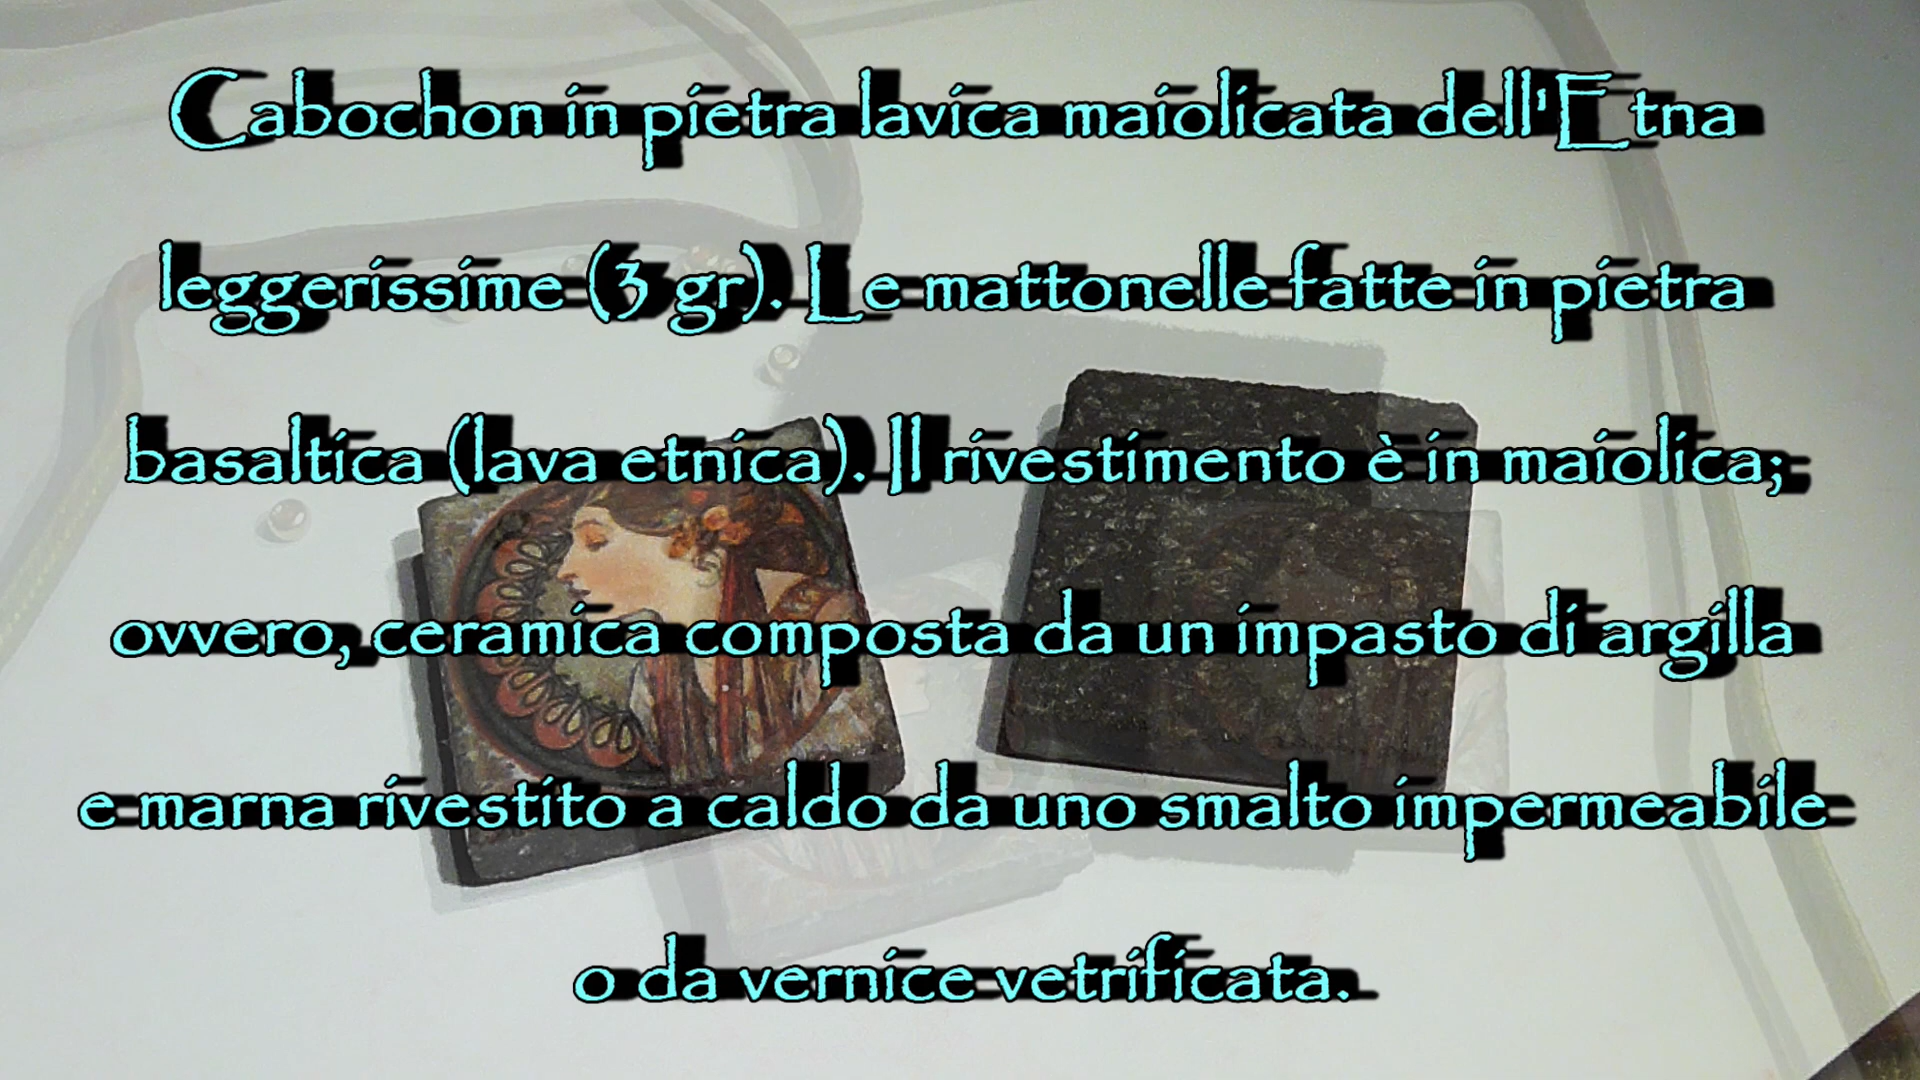 Cabochon in pietra lavica maiolicata dell'Etna
leggerissime (3 gr). Le mattonelle fatte in pietra
basaltica (lava etnica). Il rivestimento è in maiolica;
ovvero, ceramica composta da un impasto di argilla
e marna rivestito a caldo da uno smalto impermeabile
o da vernice vetrificata.